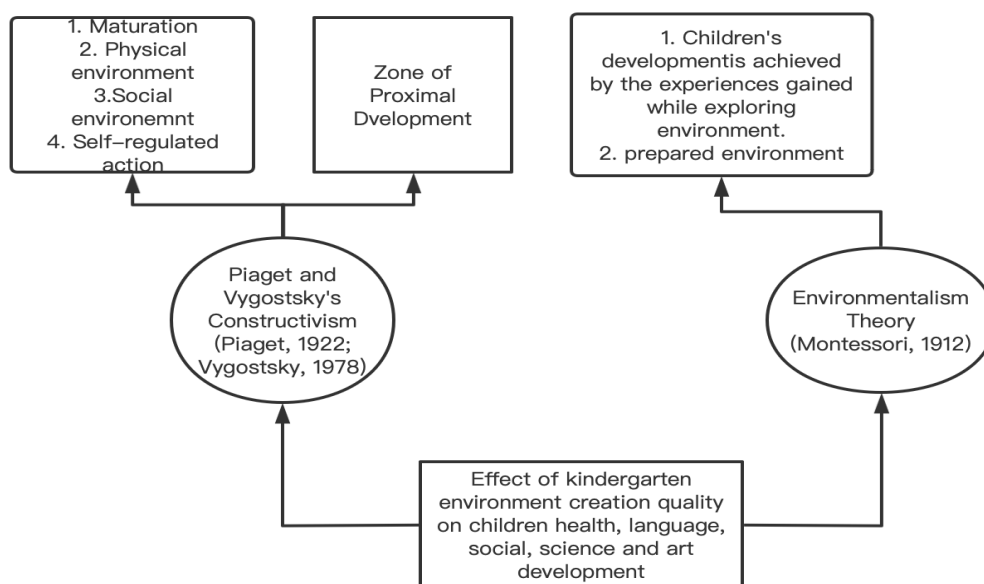 1. Maturation
2. Physical
environment
3.Social
environemnt
4. Self-regulated
action
Zone of
Proximal
Dvelopment
1. Children's
developmentis achieved
by the experiences gained
while exploring
environment.
2. prepared environment
Piaget and
Vygostsky's
Constructivism
(Piaget, 1922;
Vygostsky, 1978)
Environmentalism
Theory
(Montessori, 1912)
Effect of kindergarten
environment creation quality
on children health, language,
social, science and art
development